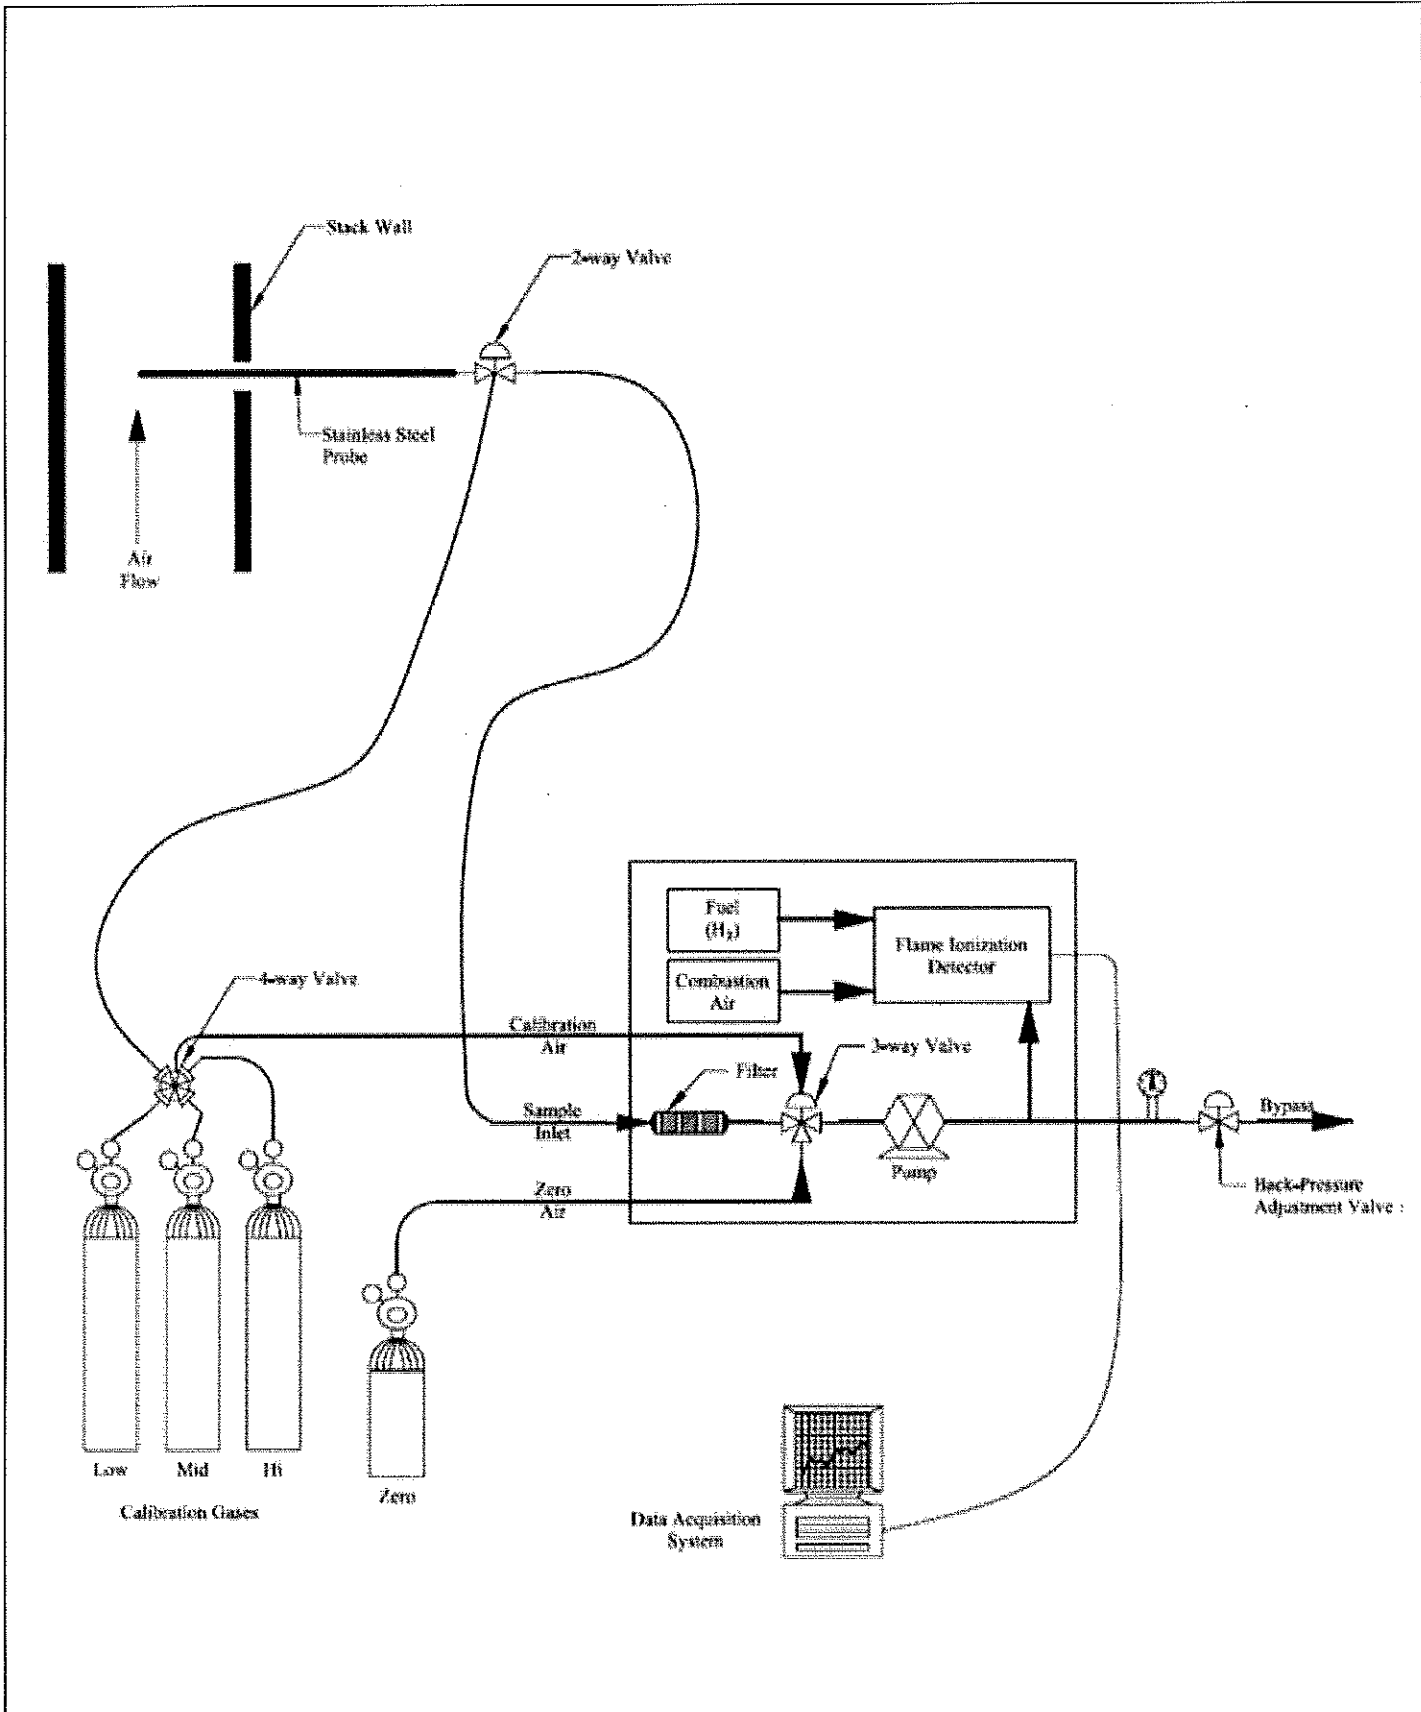 Stack Wall
2-way Valve
Stainless Steel
Probe
Air
Flow
4-way Valve
Fuel
(H₂)
Flame Ionization
Detector
Combustion
Air
Calibration
Air
3-way Valve
Filter
Sample
Inlet
Bypass
Pump
Zero
Air
Back-Pressure
Adjustment Valve
Low
Mid
Hi
Zero
Calibration Gases
Data Acquisition
System